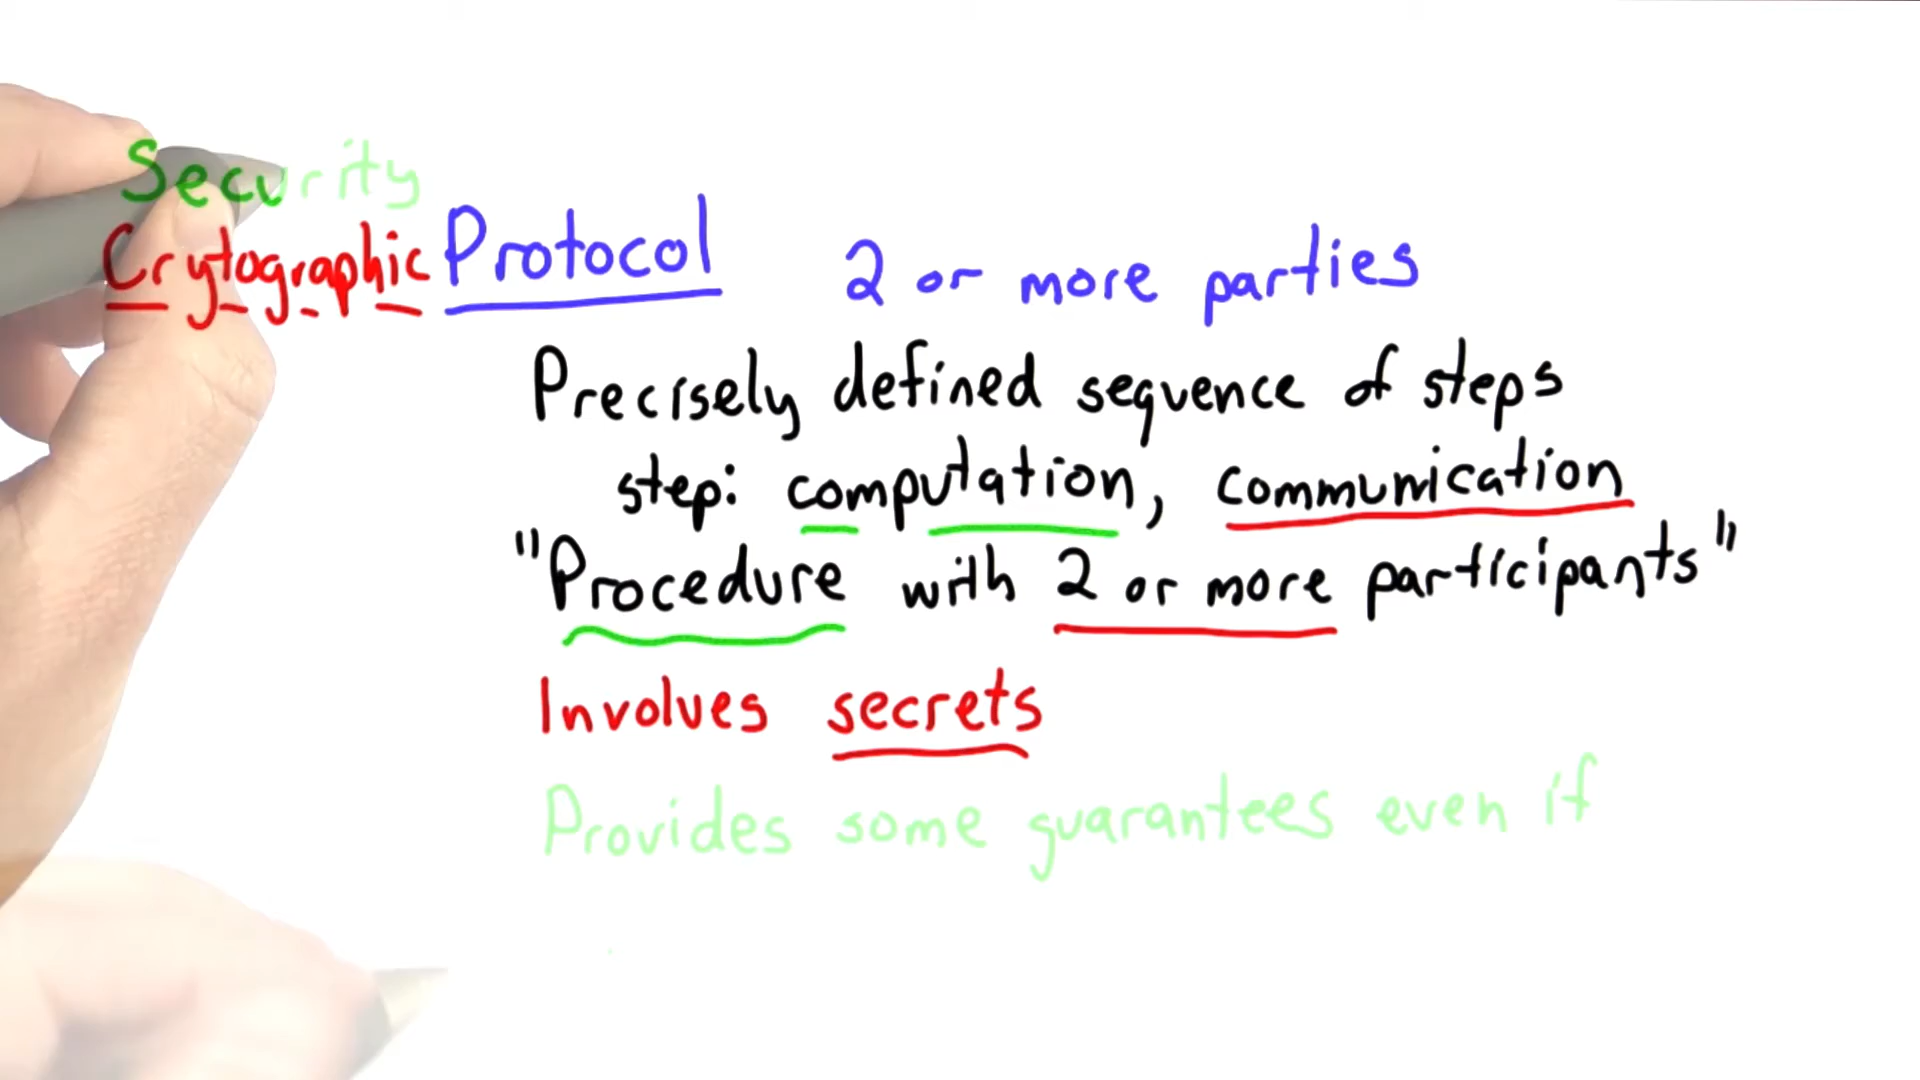 Security
Crytographic Protocol 2 or more parties
Precisely defined sequence of steps
step: computation, communication
"Procedure with 2 or more participants"
Involves secrets
Provides some guarantees even if